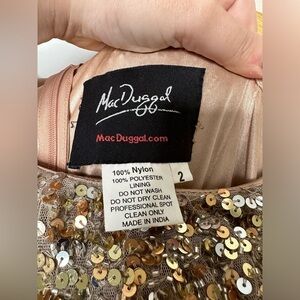 Mac Duggal
MacDuggal.com
100% Nylon
100% POLYESTER
LINING
DO NOT WASH
DO NOT DRY CLEAN
PROFESSIONAL SPOT
CLEAN ONLY
MADE IN INDIA
2